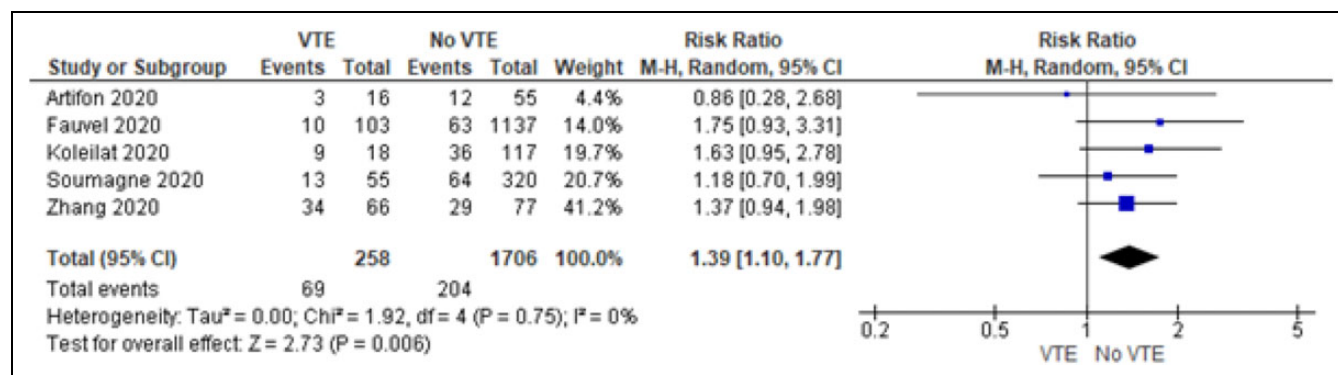 VTE No VTE Risk Ratio Risk Ratio
Study or Subgroup Events Total Events Total Weight M-H, Random, 95% CI M-H, Random, 95% CI
Artifon 2020 3 16 12 55 4.4% 0.86 [0.28, 2.68]
Fauvel 2020 10 103 63 1137 14.0% 1.75 [0.93, 3.31]
Koleilat 2020 9 18 36 117 19.7% 1.63 [0.95, 2.78]
Soumagne 2020 13 55 64 320 20.7% 1.18 [0.70, 1.99]
Zhang 2020 34 66 29 77 41.2% 1.37 [0.94, 1.98]
Total (95% CI) 258 1706 100.0% 1.39 [1.10, 1.77]
Total events 69 204
Heterogeneity: Tau² = 0.00; Chi² = 1.92, df = 4 (P = 0.75); I² = 0%
Test for overall effect: Z = 2.73 (P = 0.006)
0.2 0.5 1 2 5
VTE No VTE